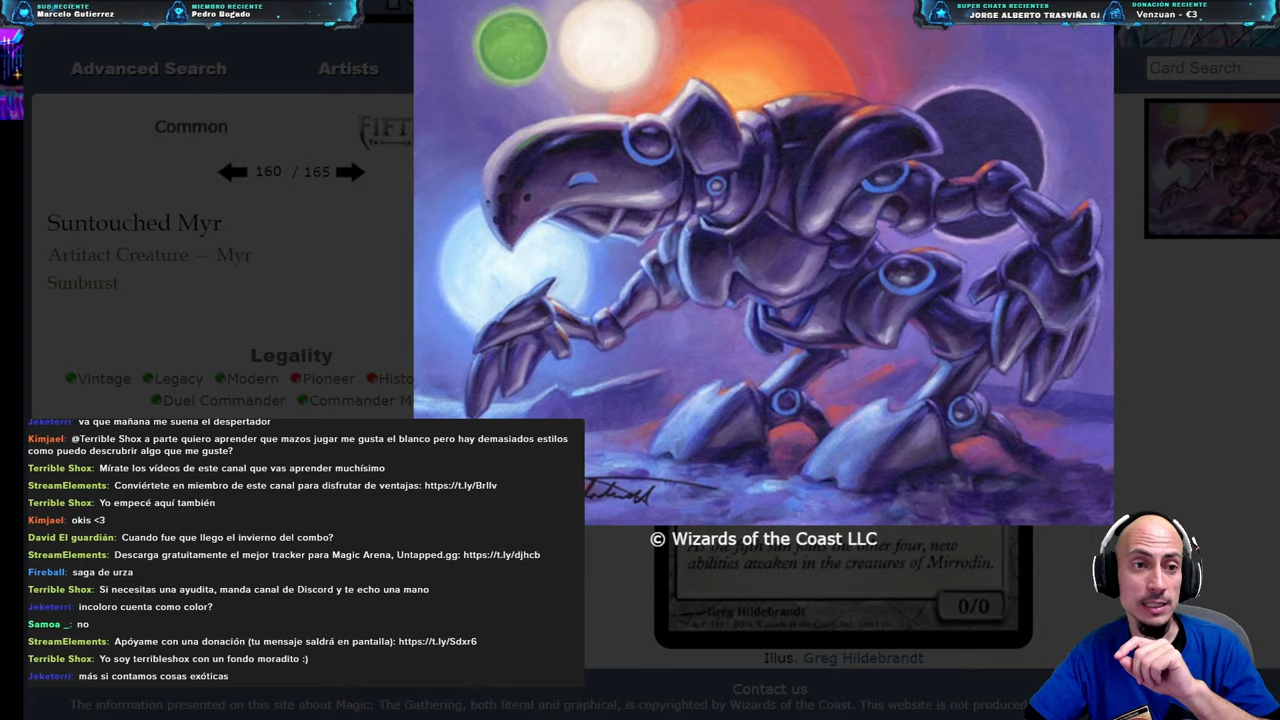 SUB RECIENTE
Marcelo Gutierrez
MIEMBRO RECIENTE
Pedro Bogado
SUPER CHATS RECIENTES
JORGE ALBERTO TRASVIÑA
DONACIÓN RECIENTE
Venzuan - €3
Advanced Search
Artists
Card Search...
Common
160 / 165
Suntouched Myr
Artifact Creature — Myr
Sunburst
Legality
Vintage
Legacy
Modern
Pioneer
Duel Commander
Commander
Jeketerri: va que mañana me suena el despertador
Kimjael: @Terrible Shox a parte quiero aprender que mazos jugar me gusta el blanco pero hay demasiados estilos
como puedo descrubrir algo que me guste?
Terrible Shox: Mírate los vídeos de este canal que vas aprender muchísimo
StreamElements: Conviértete en miembro de este canal para disfrutar de ventajas: https://t.ly/Brllv
Terrible Shox: Yo empecé aquí también
Kimjael: okis <3
David El guardián: Cuando fue que llego el invierno del combo?
StreamElements: Descarga gratuitamente el mejor tracker para Magic Arena, Untapped.gg: https://t.ly/djhcb
Fireball: saga de urza
Terrible Shox: Si necesitas una ayudita, manda canal de Discord y te echo una mano
Jeketerri: incoloro cuenta como color?
Samoa _: no
StreamElements: Apóyame con una donación (tu mensaje saldrá en pantalla): https://t.ly/Sdxr6
Terrible Shox: Yo soy terribleshox con un fondo moradito :)
Jeketerri: más si contamos cosas exóticas
© Wizards of the Coast LLC
As the fifth sun joins the other four, new
abilities awaken in the creatures of Mirrodin.
Greg Hildebrandt
0/0
Illus. Greg Hildebrandt
Contact us
The information presented on this site about Magic: The Gathering, both literal and graphical, is copyrighted by Wizards of the Coast. This website is not produced